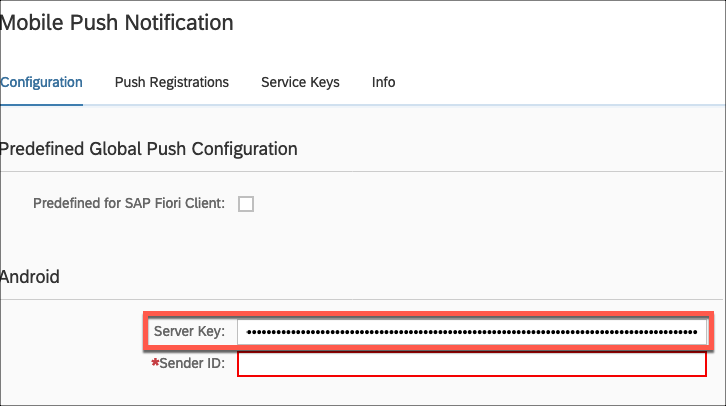 Mobile Push Notification
Configuration Push Registrations Service Keys Info
Predefined Global Push Configuration
Predefined for SAP Fiori Client:
Android
Server Key:
*Sender ID: